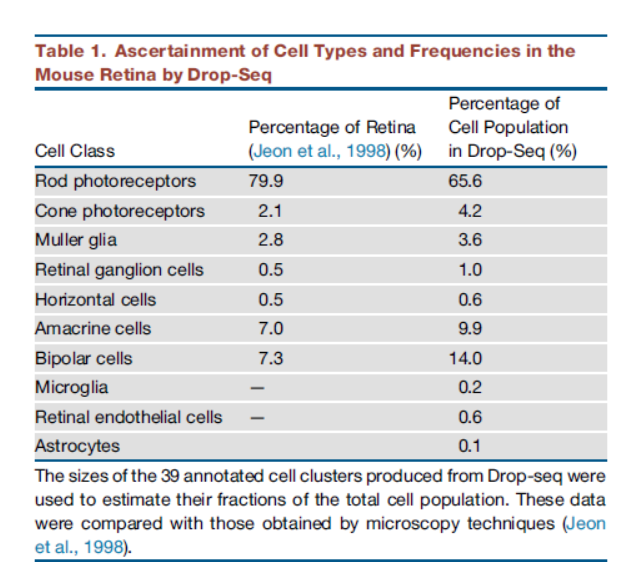 Table 1. Ascertainment of Cell Types and Frequencies in the
Mouse Retina by Drop-Seq
Cell Class Percentage of Retina (Jeon et al., 1998) (%) Percentage of Cell Population in Drop-Seq (%)
Rod photoreceptors 79.9 65.6
Cone photoreceptors 2.1 4.2
Muller glia 2.8 3.6
Retinal ganglion cells 0.5 1.0
Horizontal cells 0.5 0.6
Amacrine cells 7.0 9.9
Bipolar cells 7.3 14.0
Microglia — 0.2
Retinal endothelial cells — 0.6
Astrocytes 0.1
The sizes of the 39 annotated cell clusters produced from Drop-seq were
used to estimate their fractions of the total cell population. These data
were compared with those obtained by microscopy techniques (Jeon
et al., 1998).